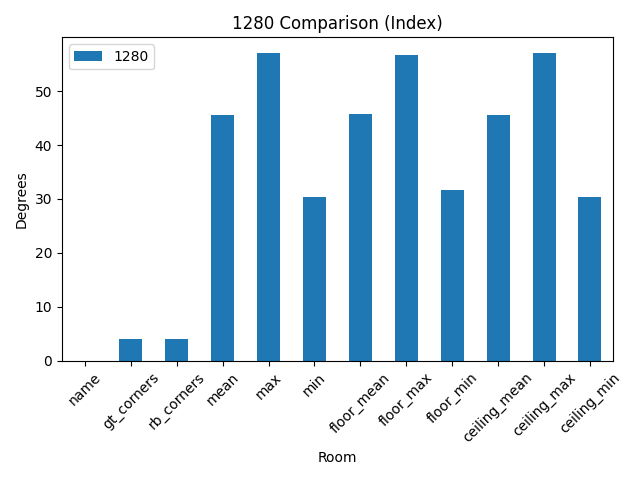 1280 Comparison (Index)
1280
Degrees
50
40
30
20
10
0
name
gt_corners
rb_corners
mean
max
min
floor_mean
floor_max
floor_min
ceiling_mean
ceiling_max
ceiling_min
Room